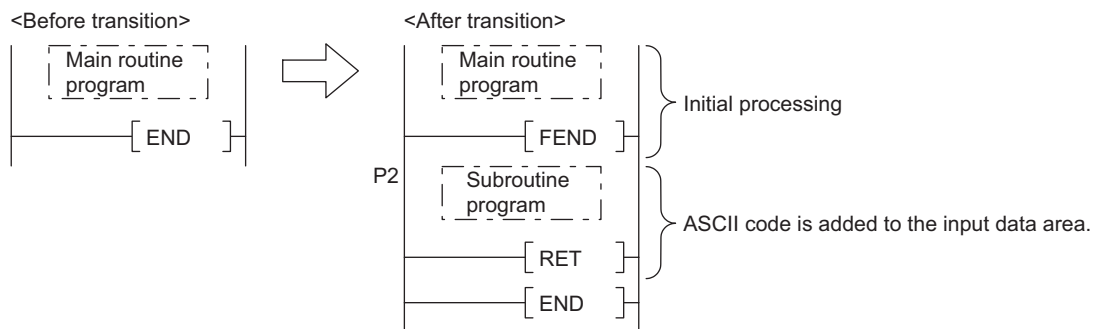 <Before transition>
Main routine
program
END
<After transition>
Main routine
program
FEND
Initial processing
P2
Subroutine
program
RET
ASCII code is added to the input data area.
END